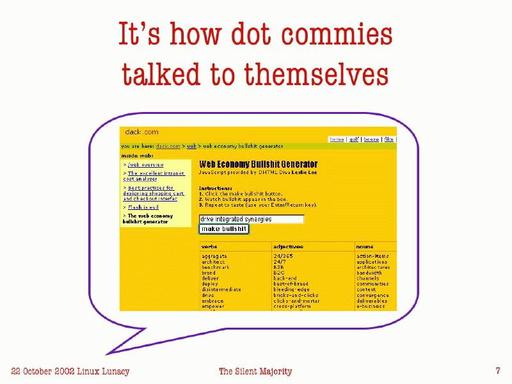 It's how dot commies
talked to themselves
dack.com
home | golf | booze | film
you are here: dack.com > web > web economy bullshit generator
inside web:
> /web overview
> The excellent intranet
cost analyzer
> Best practices for
designing shopping cart
and checkout interfac
> Flash is evil
> The web economy
bullshit generator
Web Economy Bullshit Generator
JavaScript provided by DHTML Diva Leslie Lee
Instructions:
1. Click the make bullshit button.
2. Watch bullshit appear in the box.
3. Repeat to taste (use your Enter/Return key).
drive integrated synergies
make bullshit
verbs adjectives nouns
aggregate 24/365 action-items
architect 24/7 applications
benchmark B2B architectures
brand B2C bandwidth
deliver back-end channels
deploy best-of-breed communities
disintermediate bleeding-edge content
drive bricks-and-clicks convergence
embrace clicks-and-mortar deliverables
empower cross-platform e-business
22 October 2002 Linux Lunacy
The Silent Majority
7